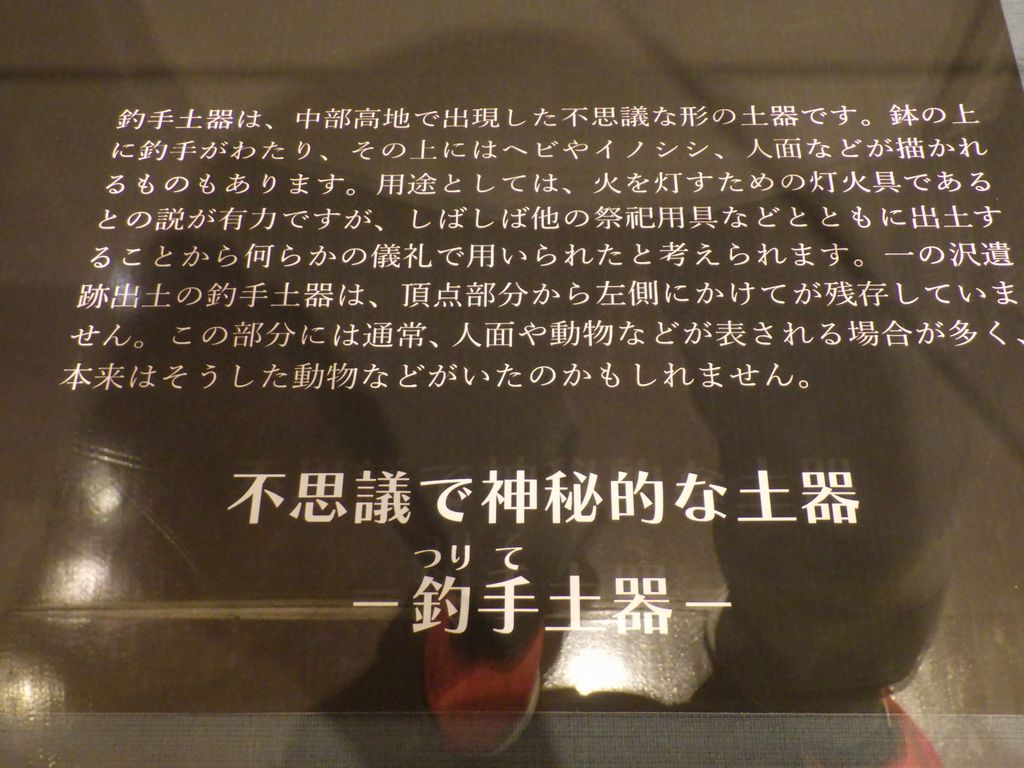 釣手土器は、中部高地で出現した不思議な形の土器です。鉢の上
に釣手がわたり、その上にはヘビやイノシシ、人面などが描かれ
るものもあります。用途としては、火を灯すための灯火具である
との説が有力ですが、しばしば他の祭祀用具などとともに出土す
ることから何らかの儀礼で用いられたと考えられます。一の沢遺
跡出土の釣手土器は、頂点部分から左側にかけてが残存していま
せん。この部分には通常、人面や動物などが表される場合が多く、
本来はそうした動物などがいたのかもしれません。
不思議で神秘的な土器
つり て
－釣手土器－